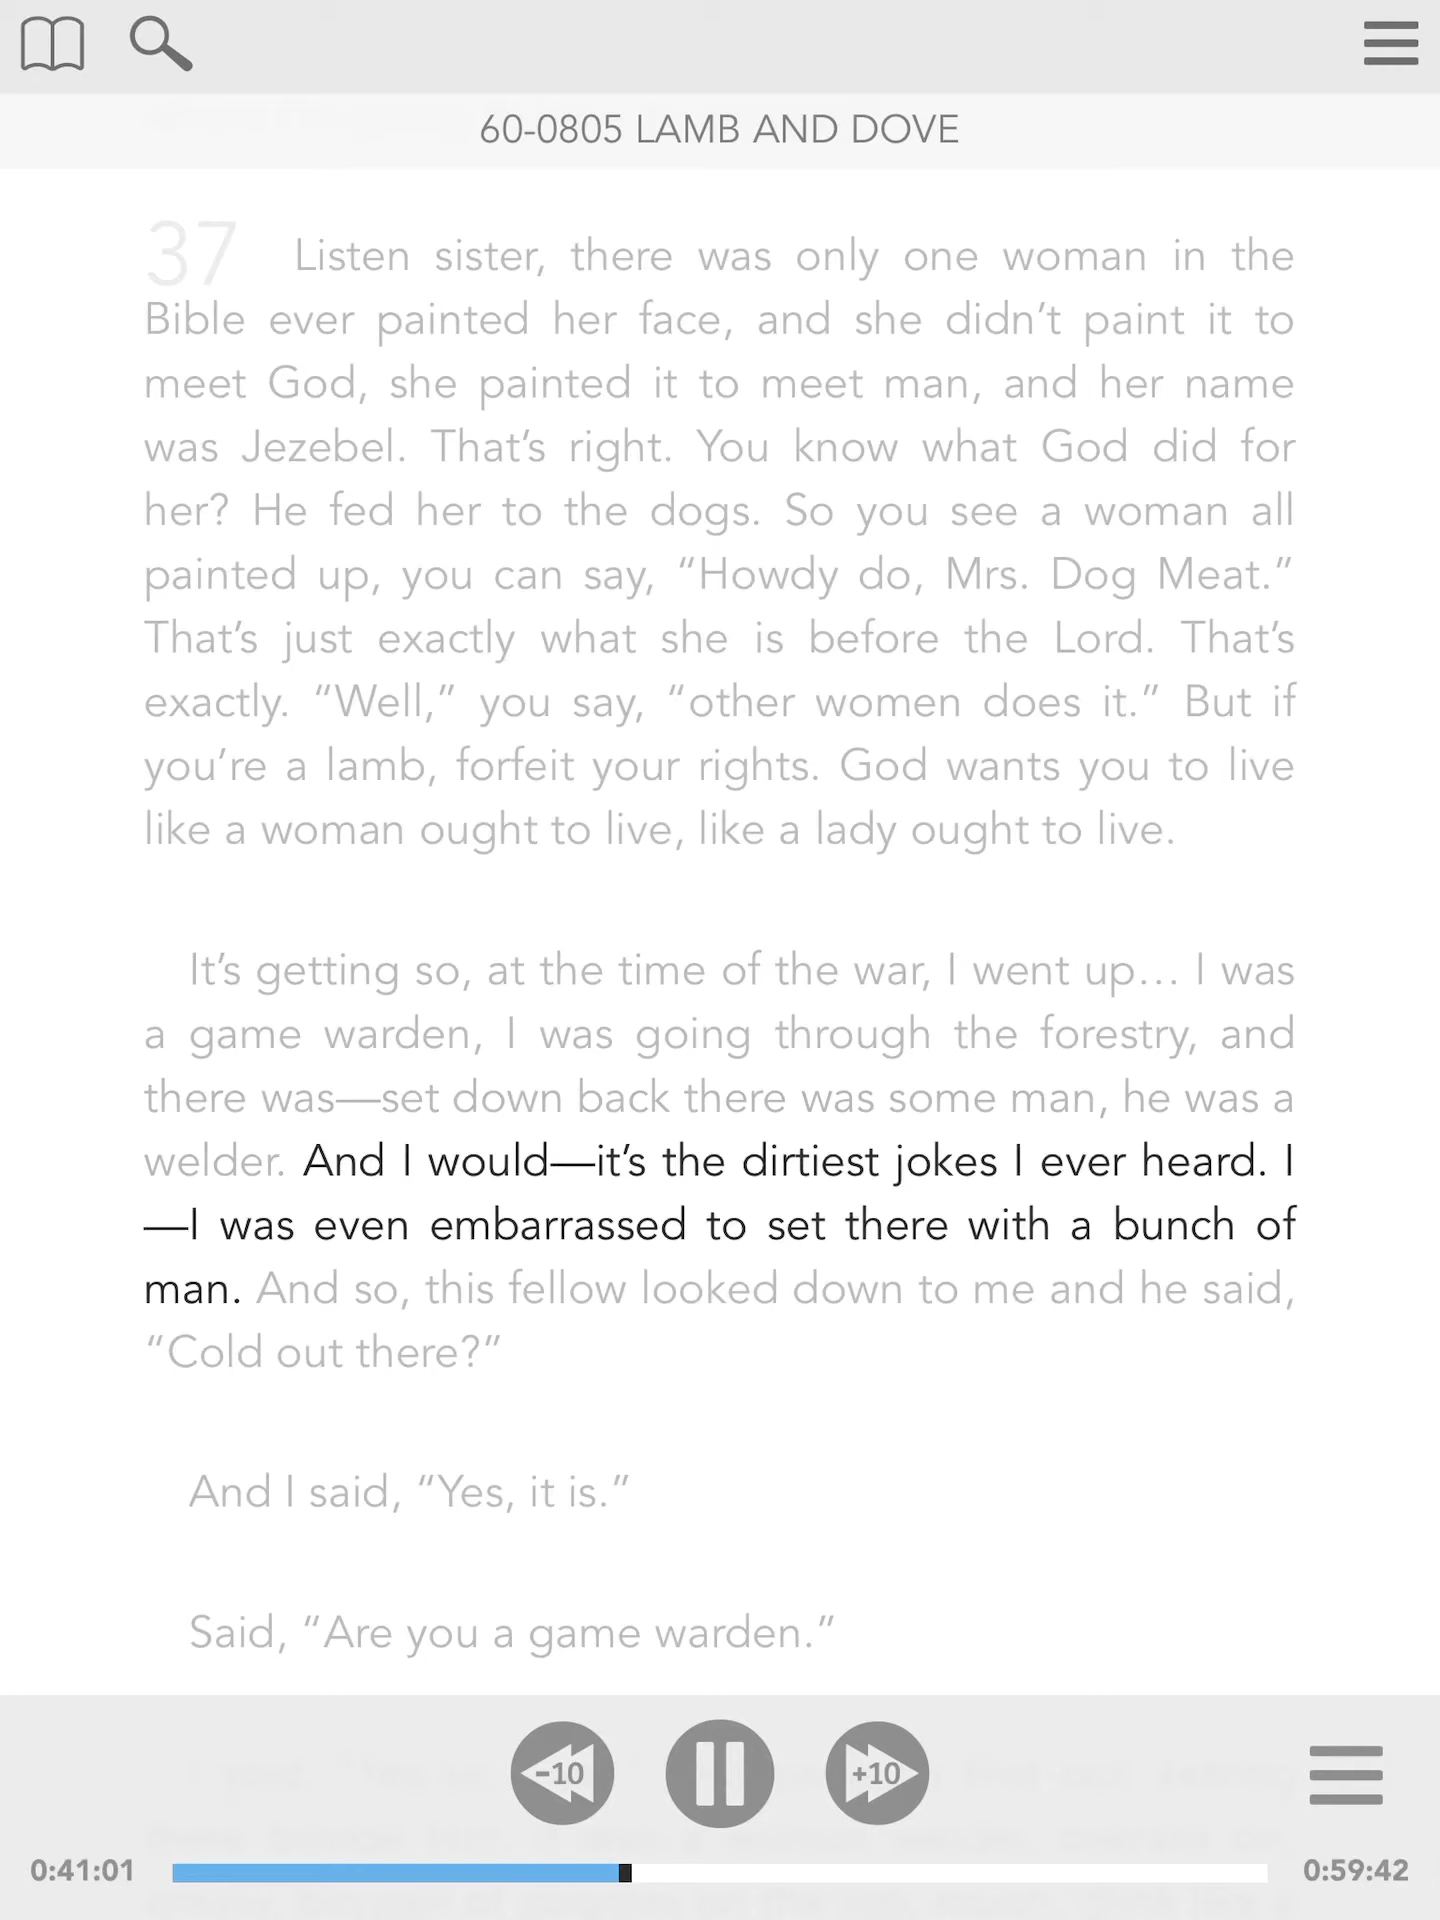 60-0805 LAMB AND DOVE
37 Listen sister, there was only one woman in the
Bible ever painted her face, and she didn’t paint it to
meet God, she painted it to meet man, and her name
was Jezebel. That’s right. You know what God did for
her? He fed her to the dogs. So you see a woman all
painted up, you can say, “Howdy do, Mrs. Dog Meat.”
That’s just exactly what she is before the Lord. That’s
exactly. “Well,” you say, “other women does it.” But if
you’re a lamb, forfeit your rights. God wants you to live
like a woman ought to live, like a lady ought to live.
It’s getting so, at the time of the war, I went up… I was
a game warden, I was going through the forestry, and
there was—set down back there was some man, he was a
welder. And I would—it’s the dirtiest jokes I ever heard. I
—I was even embarrassed to set there with a bunch of
man. And so, this fellow looked down to me and he said,
“Cold out there?”
And I said, “Yes, it is.”
Said, “Are you a game warden.”
-10 +10
0:41:01 0:59:42